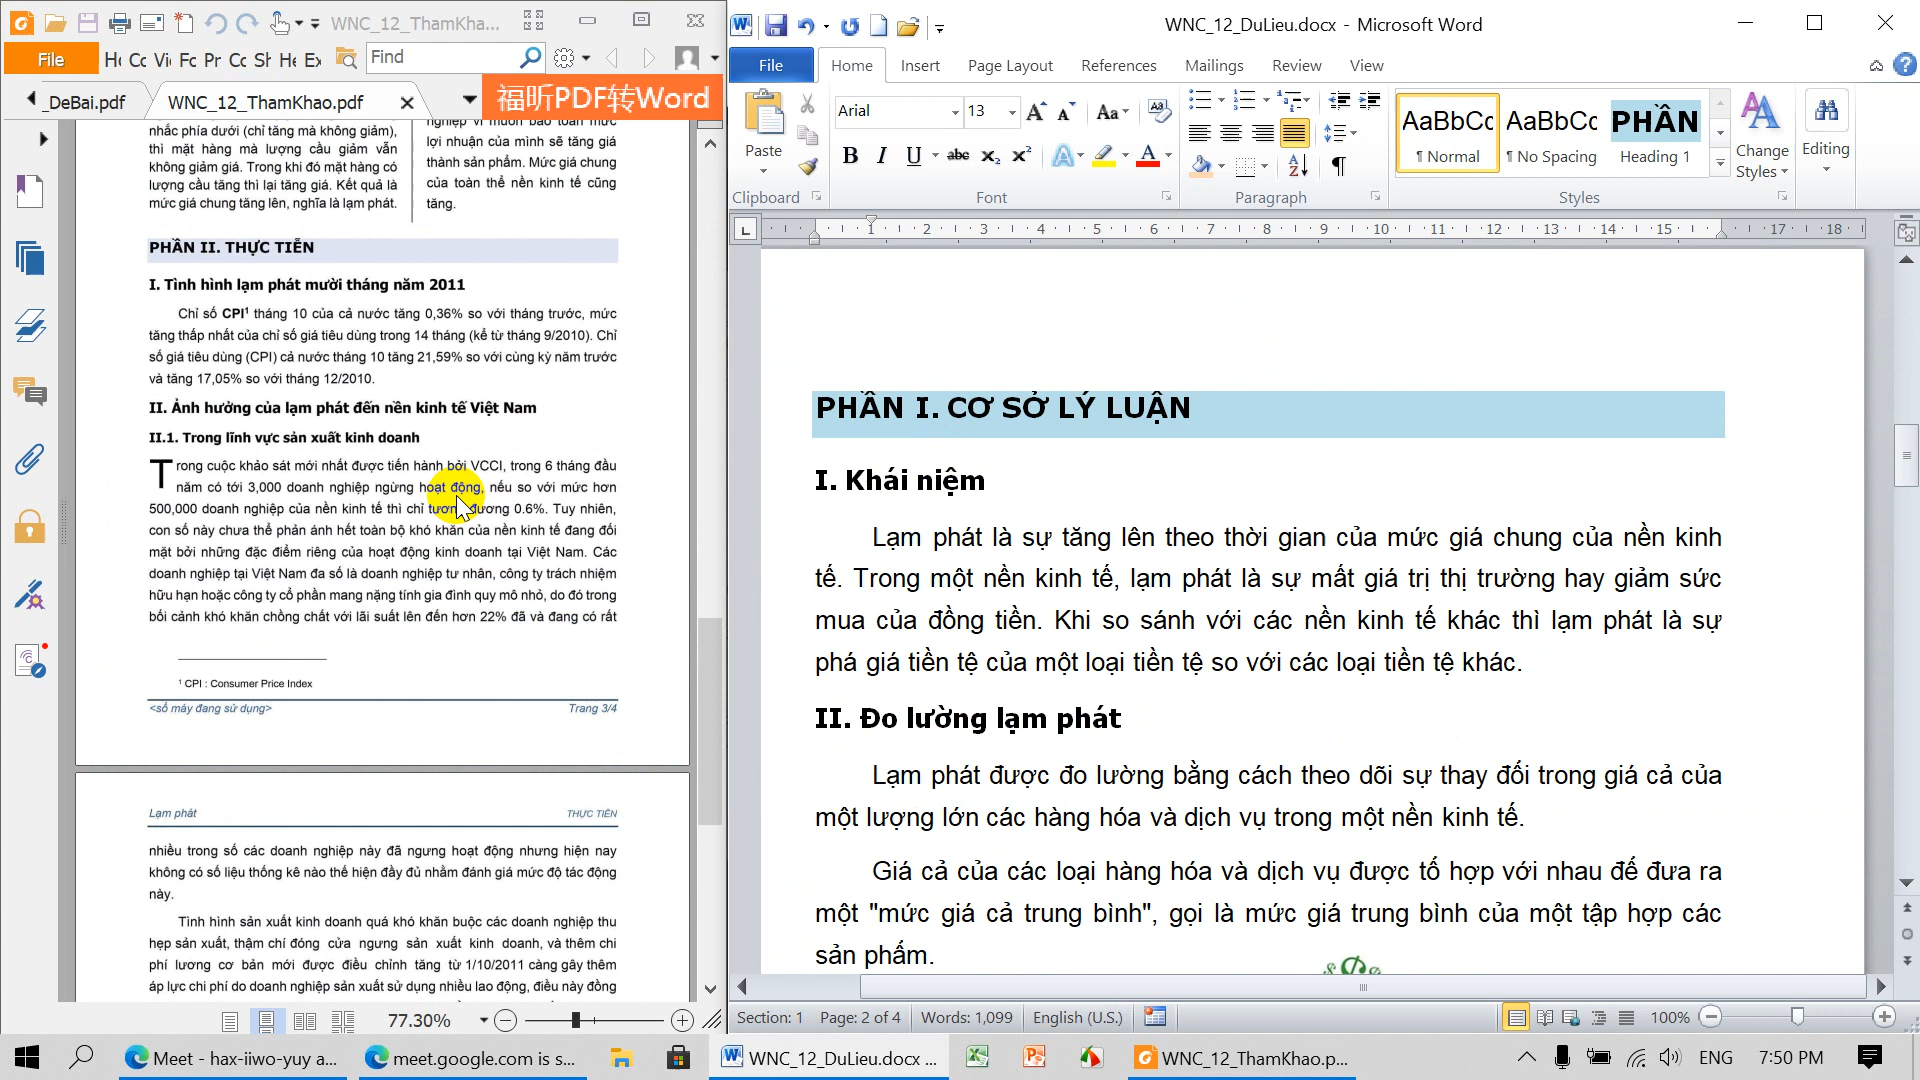 WNC_12_ThamKha...
File
Find
_DeBai.pdf
WNC_12_ThamKhao.pdf
福昕PDF转Word
nhắc phía dưới (chỉ tăng mà không giảm),
thì mặt hàng mà lượng cầu giảm vẫn
không giảm giá. Trong khi đó mặt hàng có
lượng cầu tăng thì lại tăng giá. Kết quả là
mức giá chung tăng lên, nghĩa là lạm phát.
nghiệp vì muốn bảo toàn mức
lợi nhuận của mình sẽ tăng giá
thành sản phẩm. Mức giá chung
của toàn thể nền kinh tế cũng
tăng.
PHẦN II. THỰC TIỄN
I. Tình hình lạm phát mười tháng năm 2011
Chỉ số CPI¹ tháng 10 của cả nước tăng 0,36% so với tháng trước, mức
tăng thấp nhất của chỉ số giá tiêu dùng trong 14 tháng (kể từ tháng 9/2010). Chỉ
số giá tiêu dùng (CPI) cả nước tháng 10 tăng 21,59% so với cùng kỳ năm trước
và tăng 17,05% so với tháng 12/2010.
II. Ảnh hưởng của lạm phát đến nền kinh tế Việt Nam
II.1. Trong lĩnh vực sản xuất kinh doanh
Trong cuộc khảo sát mới nhất được tiến hành bởi VCCI, trong 6 tháng đầu
năm có tới 3,000 doanh nghiệp ngừng hoạt động, nếu so với mức hơn
500,000 doanh nghiệp của nền kinh tế thì chỉ tương đương 0.6%. Tuy nhiên,
con số này chưa thể phản ánh hết toàn bộ khó khăn của nền kinh tế đang đối
mặt bởi những đặc điểm riêng của hoạt động kinh doanh tại Việt Nam. Các
doanh nghiệp tại Việt Nam đa số là doanh nghiệp tư nhân, công ty trách nhiệm
hữu hạn hoặc công ty cổ phần mang nặng tính gia đình quy mô nhỏ, do đó trong
bối cảnh khó khăn chồng chất với lãi suất lên đến hơn 22% đã và đang có rất
¹ CPI : Consumer Price Index
<số máy đang sử dụng>
Trang 3/4
Lạm phát
THỰC TIỄN
nhiều trong số các doanh nghiệp này đã ngưng hoạt động nhưng hiện nay
không có số liệu thống kê nào thể hiện đầy đủ nhằm đánh giá mức độ tác động
này.
Tình hình sản xuất kinh doanh quá khó khăn buộc các doanh nghiệp thu
hẹp sản xuất, thậm chí đóng cửa ngưng sản xuất kinh doanh, và thêm chi
phí lương cơ bản mới được điều chỉnh tăng từ 1/10/2011 càng gây thêm
áp lực chi phí do doanh nghiệp sản xuất sử dụng nhiều lao động, điều này đồng
77.30%
WNC_12_DuLieu.docx - Microsoft Word
File Home Insert Page Layout References Mailings Review View
Paste
Arial 13
AaBbCc AaBbCc PHẦN
¶ Normal ¶ No Spacing Heading 1
Change Styles
Editing
Clipboard Font Paragraph Styles
1 2 3 4 5 6 7 8 9 10 11 12 13 14 15 17 18
PHẦN I. CƠ SỞ LÝ LUẬN
I. Khái niệm
Lạm phát là sự tăng lên theo thời gian của mức giá chung của nền kinh
tế. Trong một nền kinh tế, lạm phát là sự mất giá trị thị trường hay giảm sức
mua của đồng tiền. Khi so sánh với các nền kinh tế khác thì lạm phát là sự
phá giá tiền tệ của một loại tiền tệ so với các loại tiền tệ khác.
II. Đo lường lạm phát
Lạm phát được đo lường bằng cách theo dõi sự thay đổi trong giá cả của
một lượng lớn các hàng hóa và dịch vụ trong một nền kinh tế.
Giá cả của các loại hàng hóa và dịch vụ được tổ hợp với nhau để đưa ra
một "mức giá cả trung bình", gọi là mức giá trung bình của một tập hợp các
sản phẩm.
Section: 1 Page: 2 of 4 Words: 1,099 English (U.S.) 100%
Meet - hax-iiwo-yuy a...
meet.google.com is s...
WNC_12_DuLieu.docx ...
WNC_12_ThamKhao.p...
ENG
7:50 PM